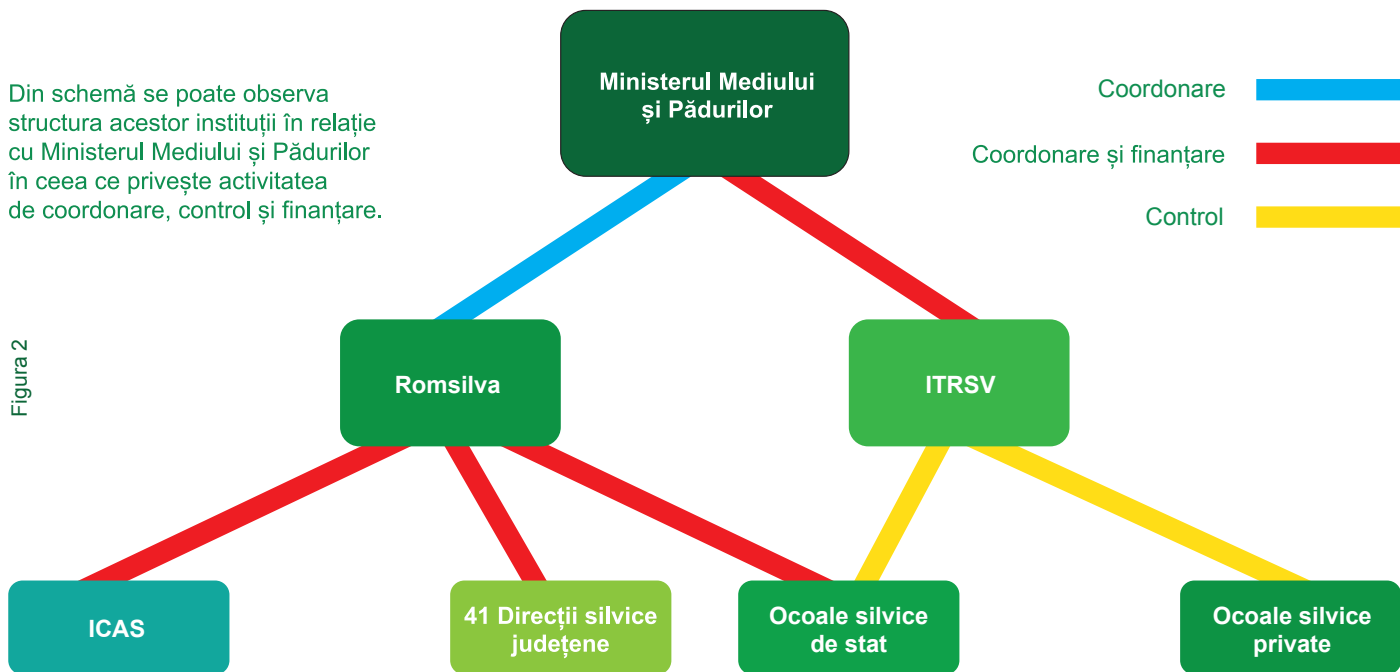 Din schemă se poate observa
structura acestor instituții în relație
cu Ministerul Mediului și Pădurilor
în ceea ce privește activitatea
de coordonare, control și finanțare.
Ministerul Mediului
și Pădurilor
Coordonare
Coordonare și finanțare
Control
Figura 2
Romsilva
ITRSV
ICAS
41 Direcții silvice
județene
Ocoale silvice
de stat
Ocoale silvice
private